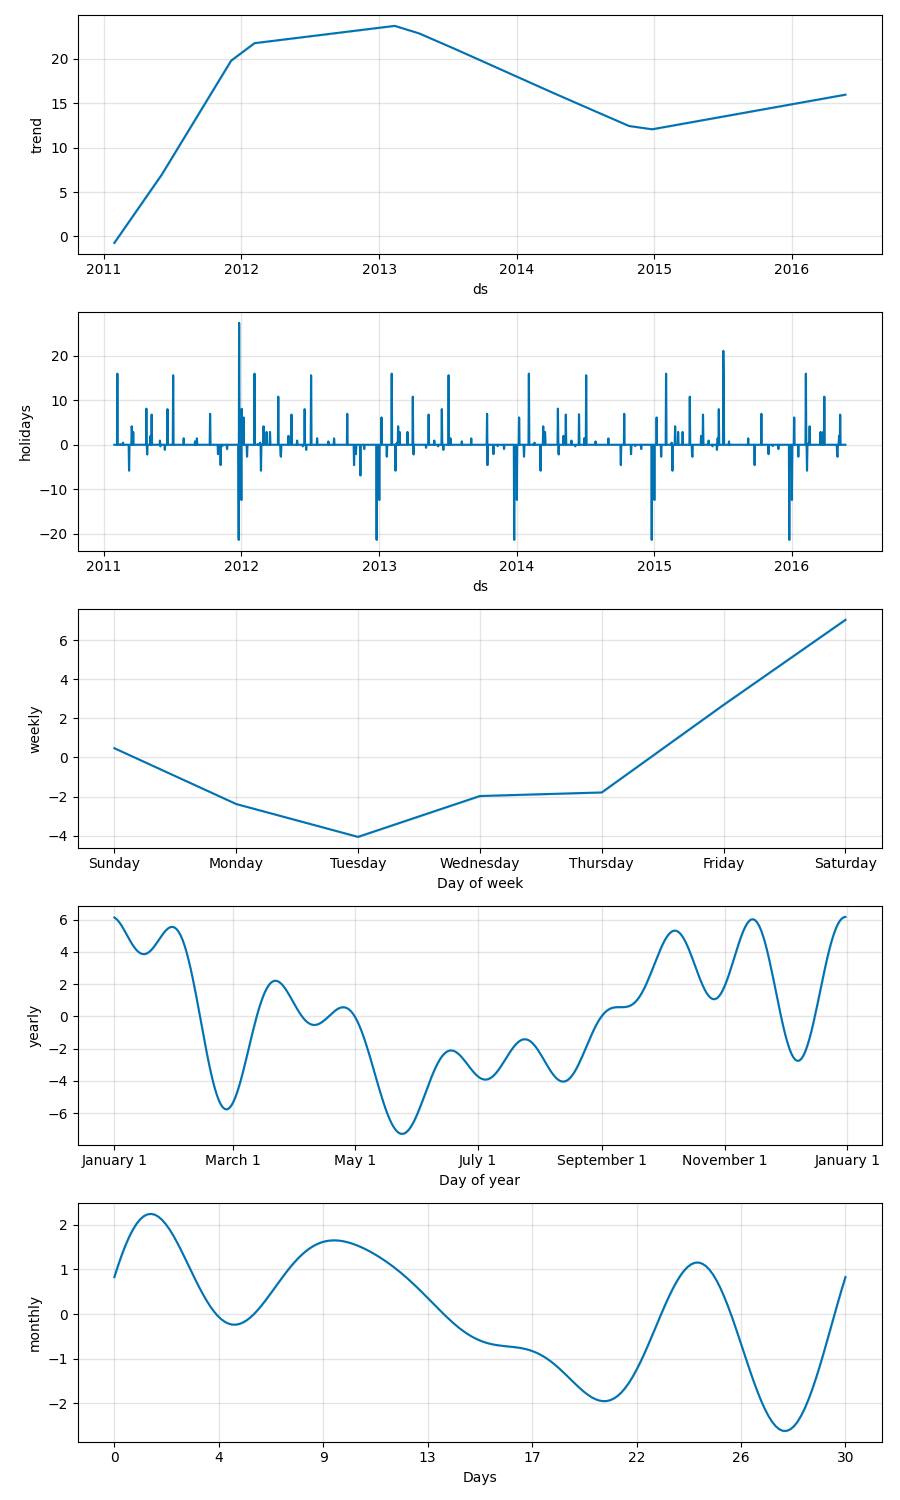 trend
20
15
10
5
0
2011 2012 2013 2014 2015 2016
ds
holidays
20
10
0
−10
−20
2011 2012 2013 2014 2015 2016
ds
weekly
6
4
2
0
−2
−4
Sunday Monday Tuesday Wednesday Thursday Friday Saturday
Day of week
yearly
6
4
2
0
−2
−4
−6
January 1 March 1 May 1 July 1 September 1 November 1 January 1
Day of year
monthly
2
1
0
−1
−2
0 4 9 13 17 22 26 30
Days